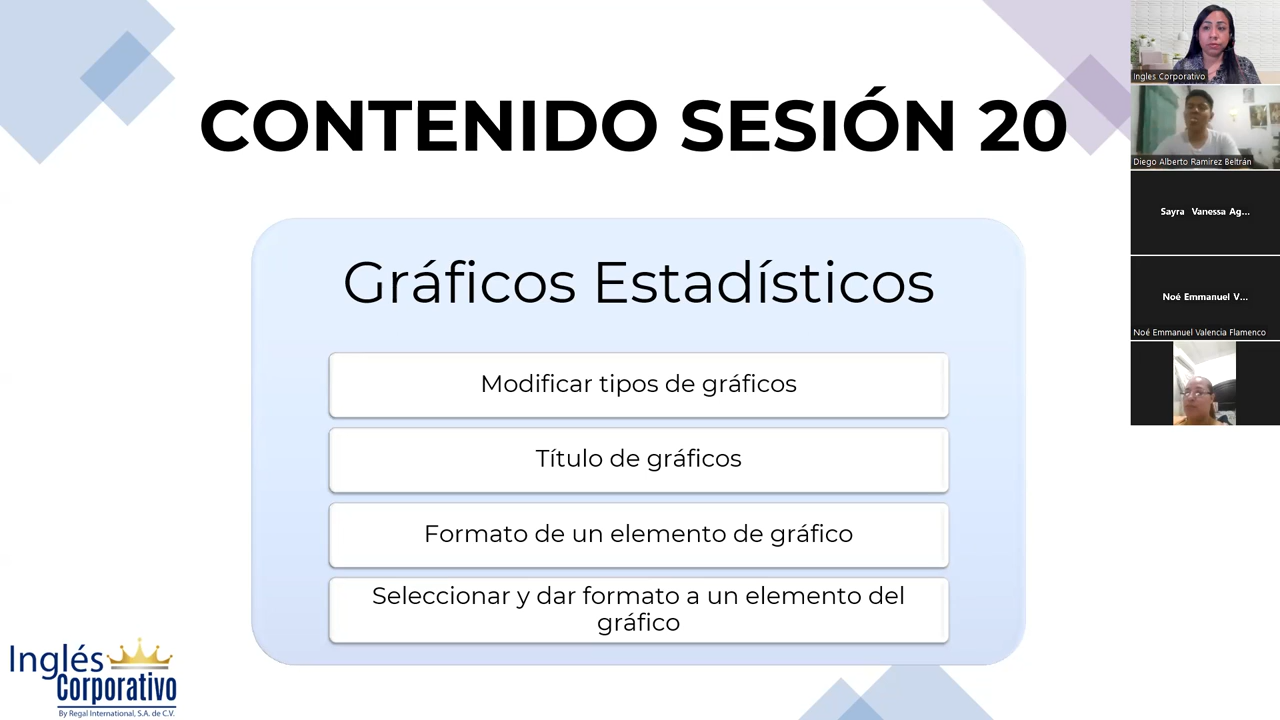 CONTENIDO SESIÓN 20
Gráficos Estadísticos
Modificar tipos de gráficos
Título de gráficos
Formato de un elemento de gráfico
Seleccionar y dar formato a un elemento del
gráfico
Inglés
Corporativo
By Regal International, S.A. de C.V.
Ingles Corporativo
Diego Alberto Ramirez Beltrán
Sayra Vanessa Ag...
Noé Emmanuel V...
Noé Emmanuel Valencia Flamenco